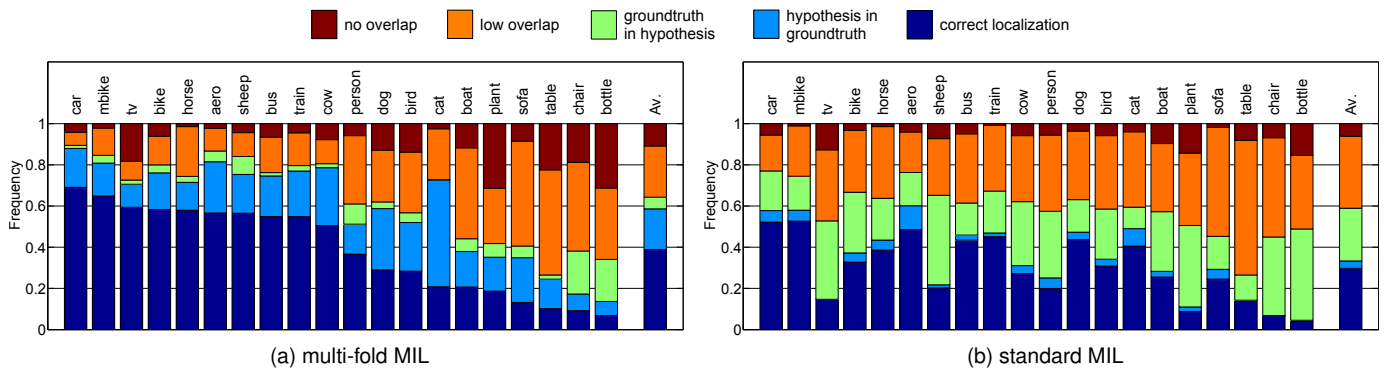 no overlap
low overlap
groundtruth
in hypothesis
hypothesis in
groundtruth
correct localization
car
mbike
tv
bike
horse
aero
sheep
bus
train
cow
person
dog
bird
cat
boat
plant
sofa
table
chair
bottle
Av.
1
0.8
0.6
0.4
0.2
0
Frequency
(a) multi-fold MIL
car
mbike
tv
bike
horse
aero
sheep
bus
train
cow
person
dog
bird
cat
boat
plant
sofa
table
chair
bottle
Av.
1
0.8
0.6
0.4
0.2
0
Frequency
(b) standard MIL